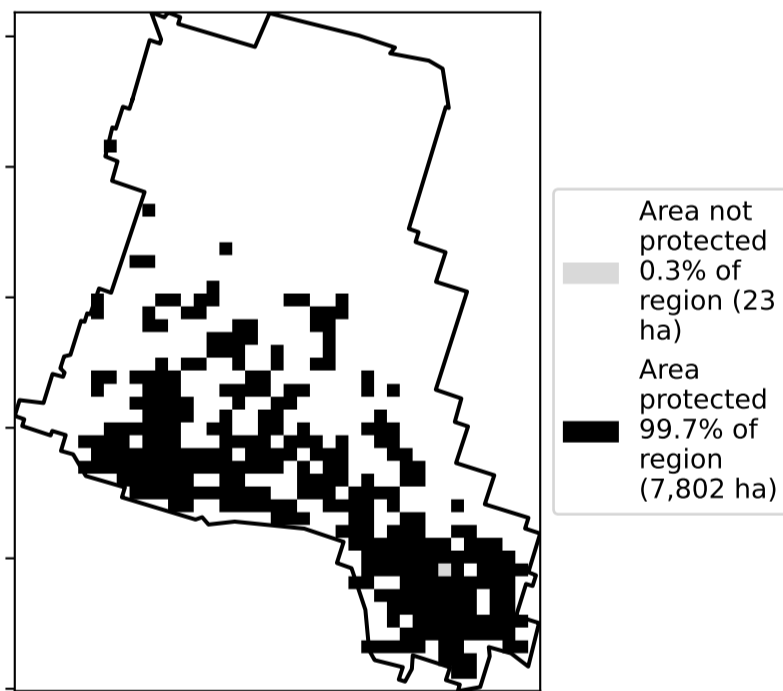 Area not
protected
0.3% of
region (23
ha)
Area
protected
99.7% of
region
(7,802 ha)